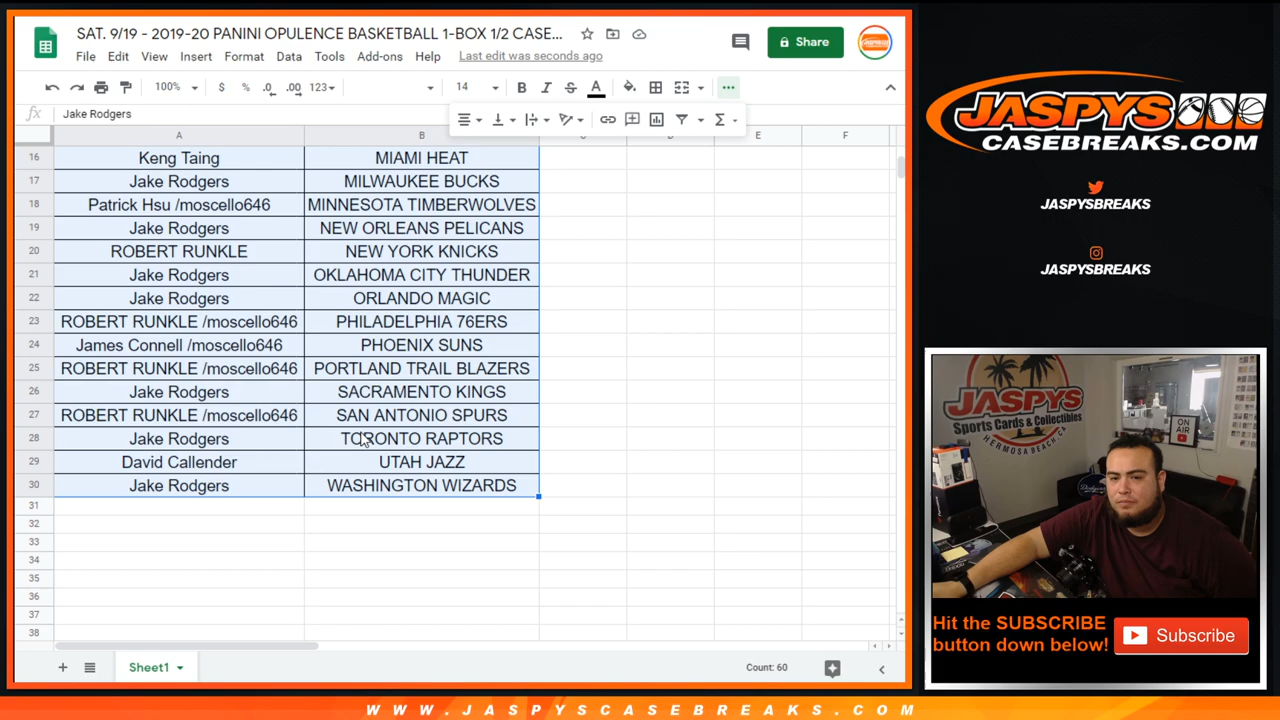 SAT. 9/19 - 2019-20 PANINI OPULENCE BASKETBALL 1-BOX 1/2 CASE...
File Edit View Insert Format Data Tools Add-ons Help Last edit was seconds ago
Share
100% $ % .0 .00 123 14 B I S A
fx Jake Rodgers
A B E F
16 Keng Taing MIAMI HEAT
17 Jake Rodgers MILWAUKEE BUCKS
18 Patrick Hsu /moscello646 MINNESOTA TIMBERWOLVES
19 Jake Rodgers NEW ORLEANS PELICANS
20 ROBERT RUNKLE NEW YORK KNICKS
21 Jake Rodgers OKLAHOMA CITY THUNDER
22 Jake Rodgers ORLANDO MAGIC
23 ROBERT RUNKLE /moscello646 PHILADELPHIA 76ERS
24 James Connell /moscello646 PHOENIX SUNS
25 ROBERT RUNKLE /moscello646 PORTLAND TRAIL BLAZERS
26 Jake Rodgers SACRAMENTO KINGS
27 ROBERT RUNKLE /moscello646 SAN ANTONIO SPURS
28 Jake Rodgers TORONTO RAPTORS
29 David Callender UTAH JAZZ
30 Jake Rodgers WASHINGTON WIZARDS
31
32
33
34
35
36
37
38
Sheet1 Count: 60
JASPYS
CASEBREAKS.COM
JASPYSBREAKS
JASPYSBREAKS
JASPYS
Sports Cards & Collectibles
HERMOSA BEACH, CA
ON AIR
Hit the SUBSCRIBE
button down below!
Subscribe
WWW.JASPYSCASEBREAKS.COM